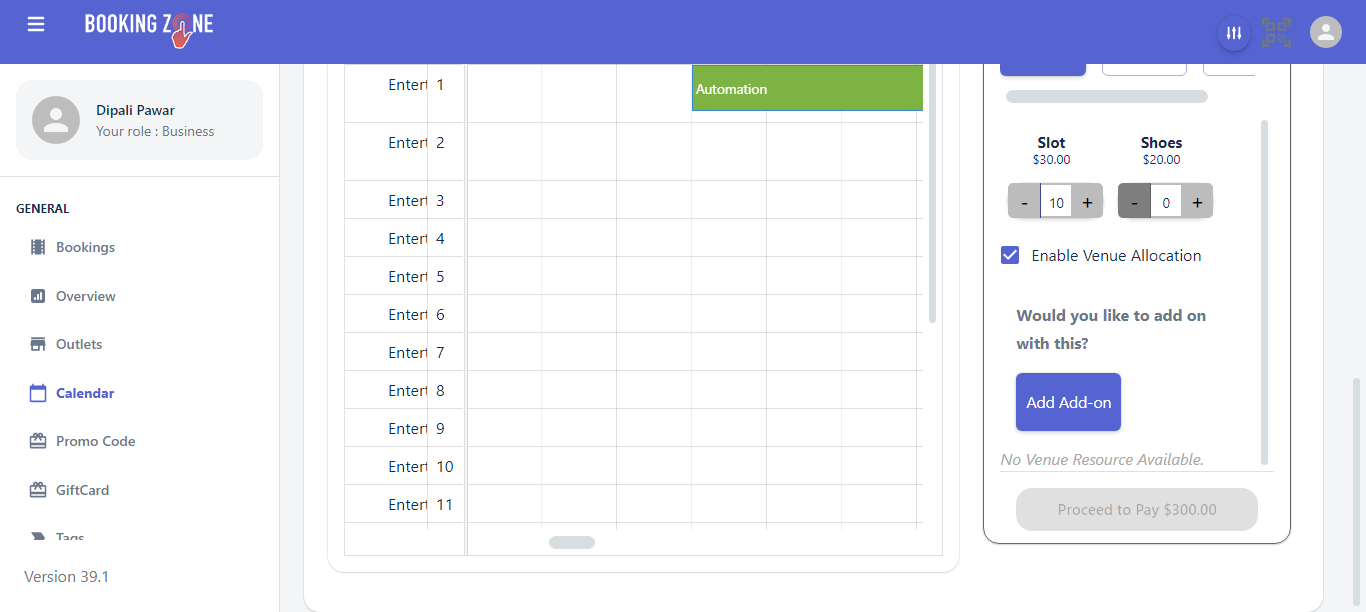 BOOKING ZONE
Dipali Pawar
Your role : Business
GENERAL
Bookings
Overview
Outlets
Calendar
Promo Code
GiftCard
Tags
Version 39.1
Entert 1
Automation
Entert 2
Entert 3
Entert 4
Entert 5
Entert 6
Entert 7
Entert 8
Entert 9
Entert 10
Entert 11
Slot Shoes
$30.00 $20.00
- 10 + - 0 +
Enable Venue Allocation
Would you like to add on
with this?
Add Add-on
No Venue Resource Available.
Proceed to Pay $300.00